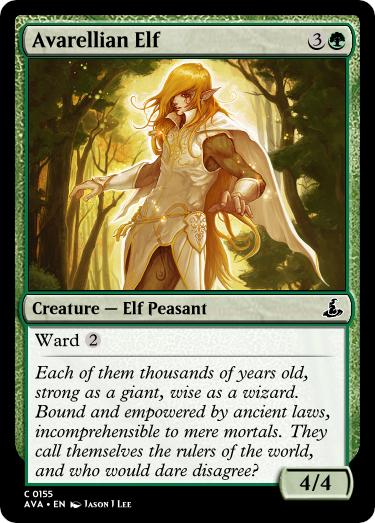 Avarellian Elf 3
Creature — Elf Peasant
Ward 2
Each of them thousands of years old,
strong as a giant, wise as a wizard.
Bound and empowered by ancient laws,
incomprehensible to mere mortals. They
call themselves the rulers of the world,
and who would dare disagree?
4/4
C 0155
AVA • EN Jason J Lee